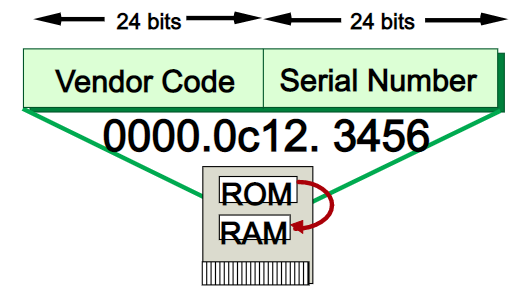 24 bits 24 bits
Vendor Code Serial Number
0000.0c12. 3456
ROM
RAM